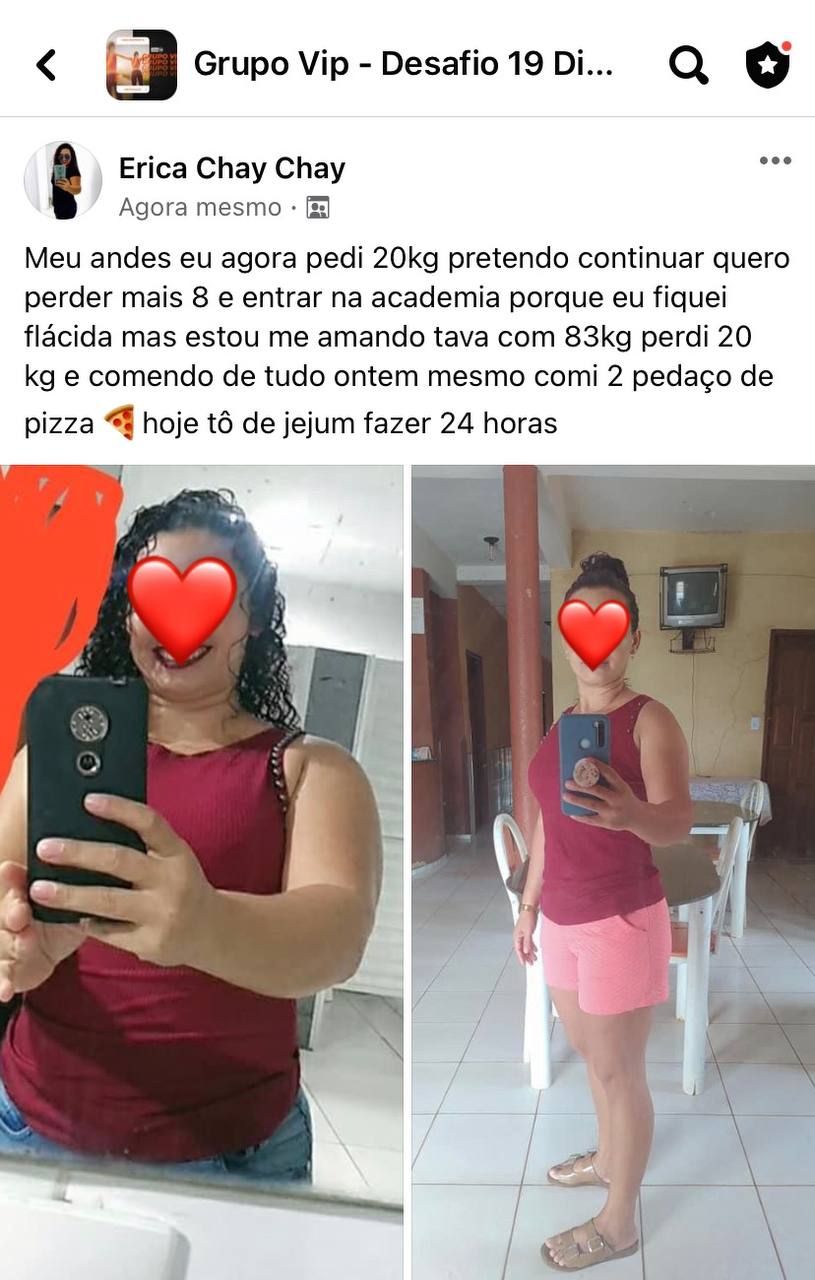 Grupo Vip - Desafio 19 Di...
Erica Chay Chay
Agora mesmo ·
Meu andes eu agora pedi 20kg pretendo continuar quero
perder mais 8 e entrar na academia porque eu fiquei
flácida mas estou me amando tava com 83kg perdi 20
kg e comendo de tudo ontem mesmo comi 2 pedaço de
pizza 🍕 hoje tô de jejum fazer 24 horas